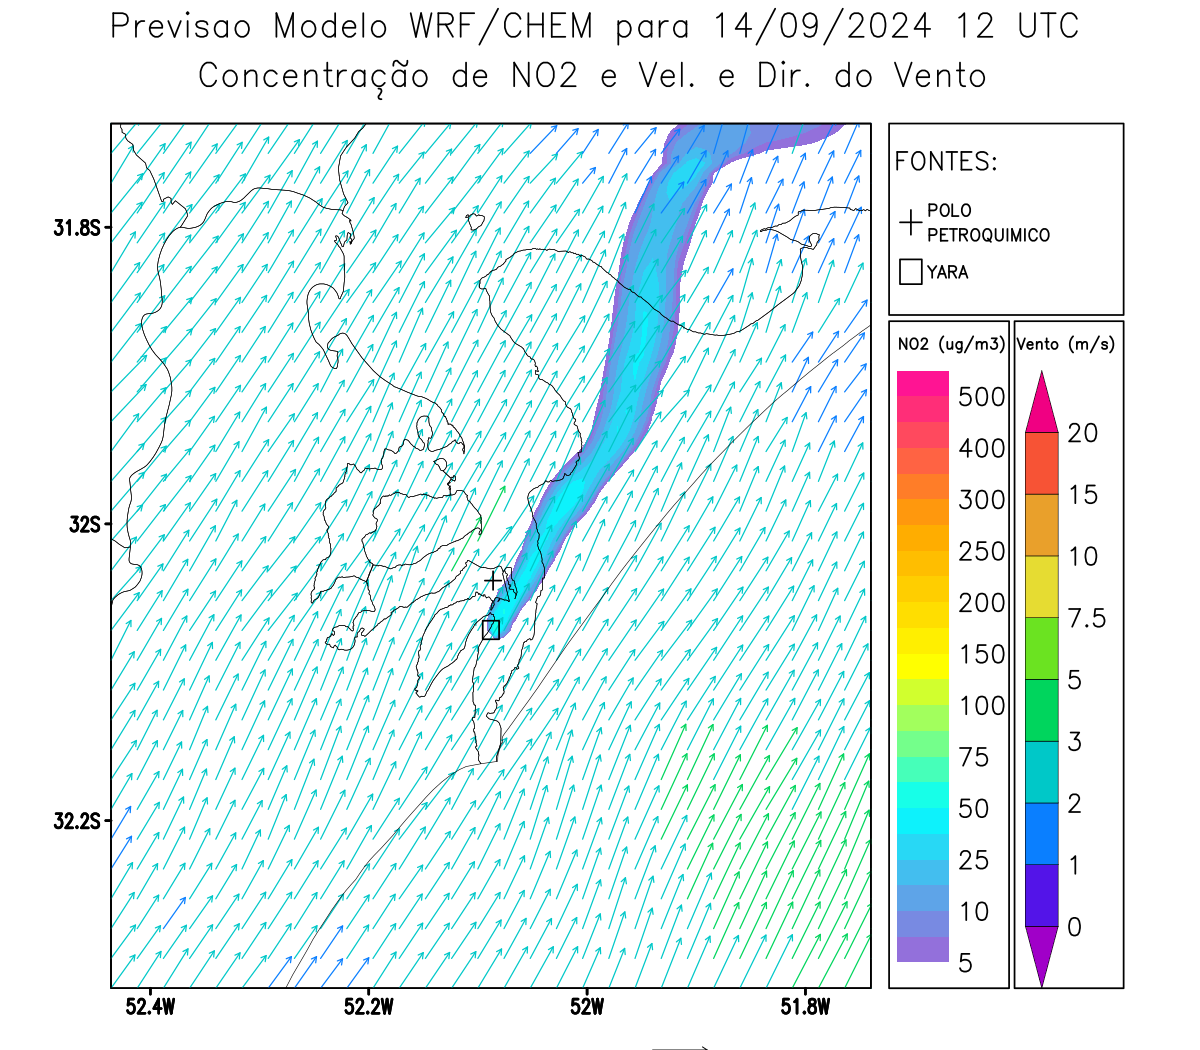 Previsao Modelo WRF/CHEM para 14/09/2024 12 UTC
Concentração de NO2 e Vel. e Dir. do Vento
FONTES:
POLO
PETROQUIMICO
YARA
31.8S
32S
32.2S
52.4W
52.2W
52W
51.8W
NO2 (ug/m3)
500
400
300
250
200
150
100
75
50
25
10
5
Vento (m/s)
20
15
10
7.5
5
3
2
1
0